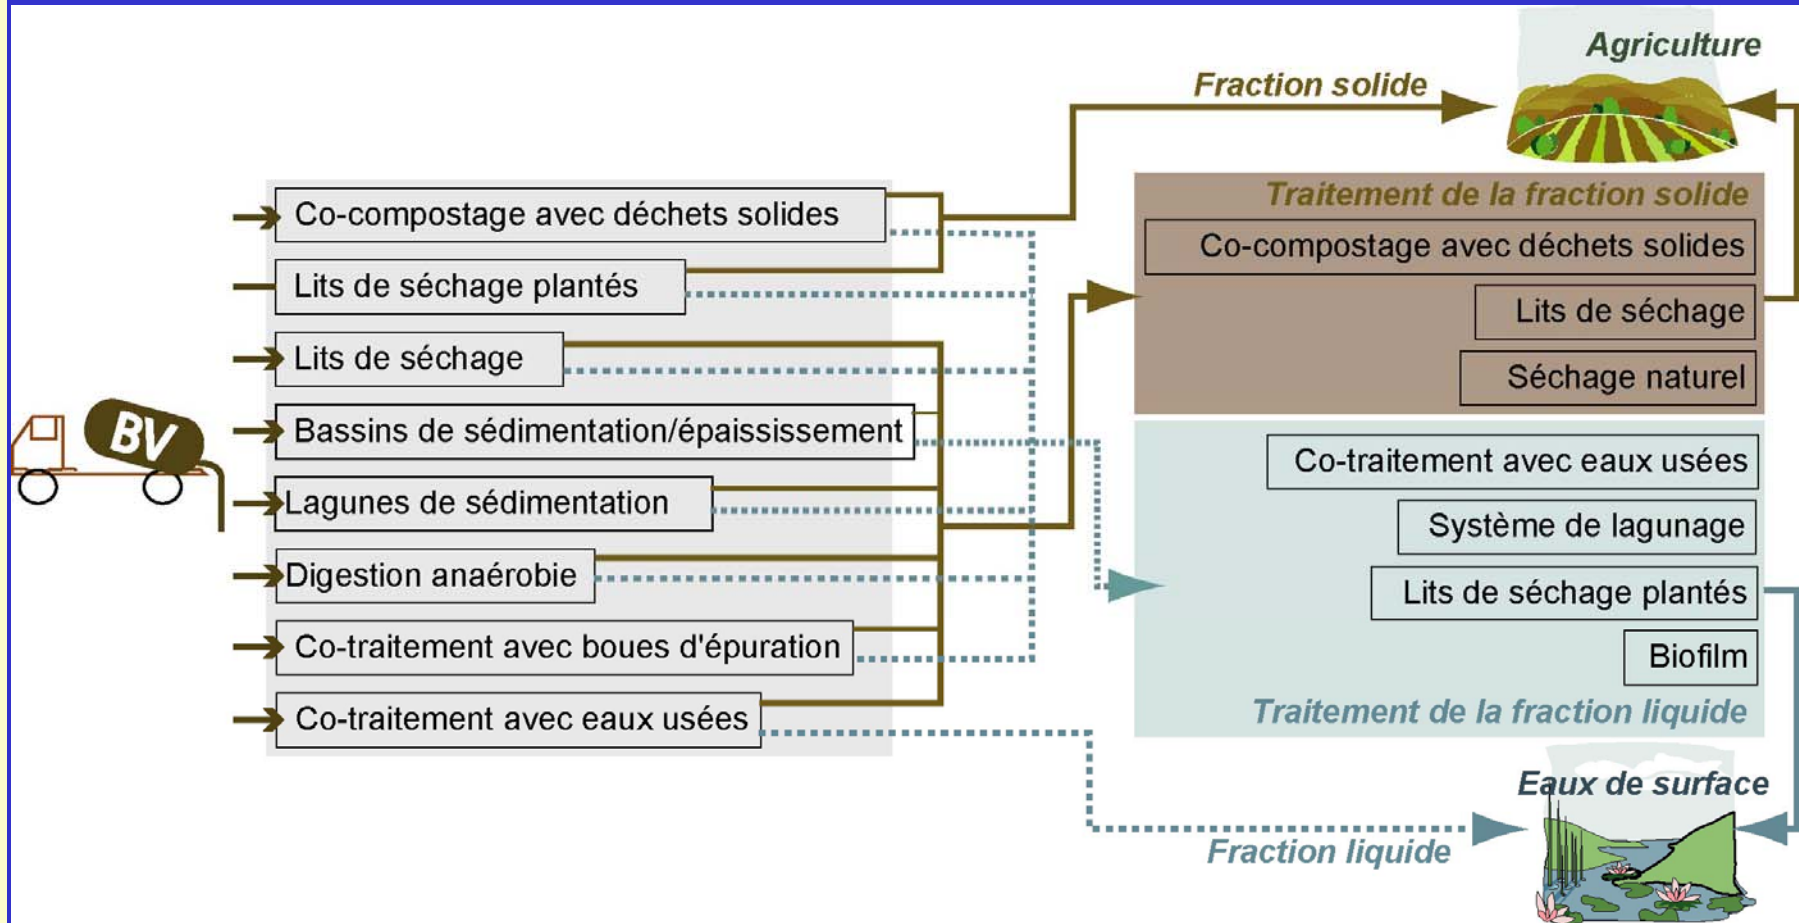 Agriculture
Fraction solide
Traitement de la fraction solide
Co-compostage avec déchets solides
Co-compostage avec déchets solides
Lits de séchage plantés
Lits de séchage
Lits de séchage
Séchage naturel
BV
Bassins de sédimentation/épaississement
Co-traitement avec eaux usées
Lagunes de sédimentation
Système de lagunage
Digestion anaérobie
Lits de séchage plantés
Co-traitement avec boues d'épuration
Biofilm
Co-traitement avec eaux usées
Traitement de la fraction liquide
Eaux de surface
Fraction liquide